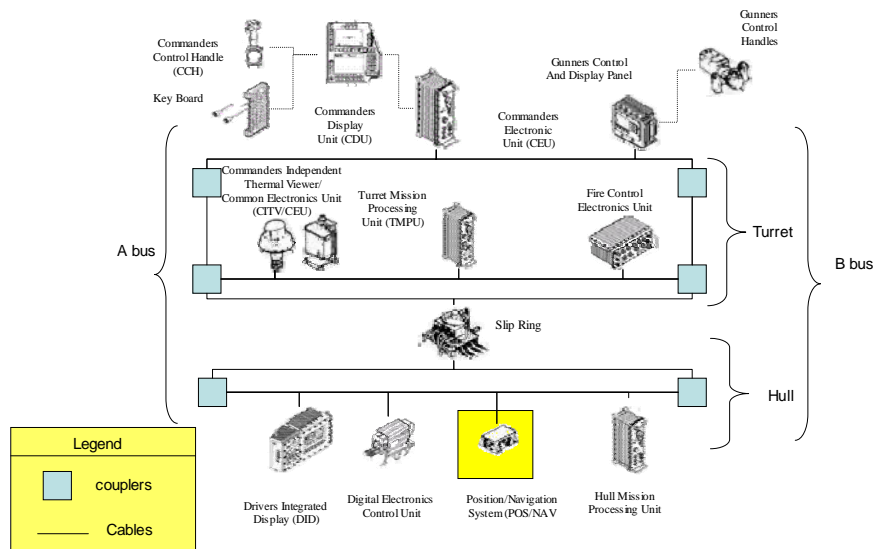 Commanders
Control Handle
(CCH)
Key Board
Commanders
Display
Unit (CDU)
Gunners Control
And Display Panel
Gunners
Control
Handles
Commanders
Electronic
Unit (CEU)
Commanders Independent
Thermal Viewer/
Common Electronics Unit
(CITV/CEU)
Turret Mission
Processing
Unit (TMPU)
Fire Control
Electronics Unit
Turret
A bus
B bus
Slip Ring
Hull
Legend
couplers
Cables
Drivers Integrated
Display (DID)
Digital Electronics
Control Unit
Position/Navigation
System (POS/NAV
Hull Mission
Processing Unit